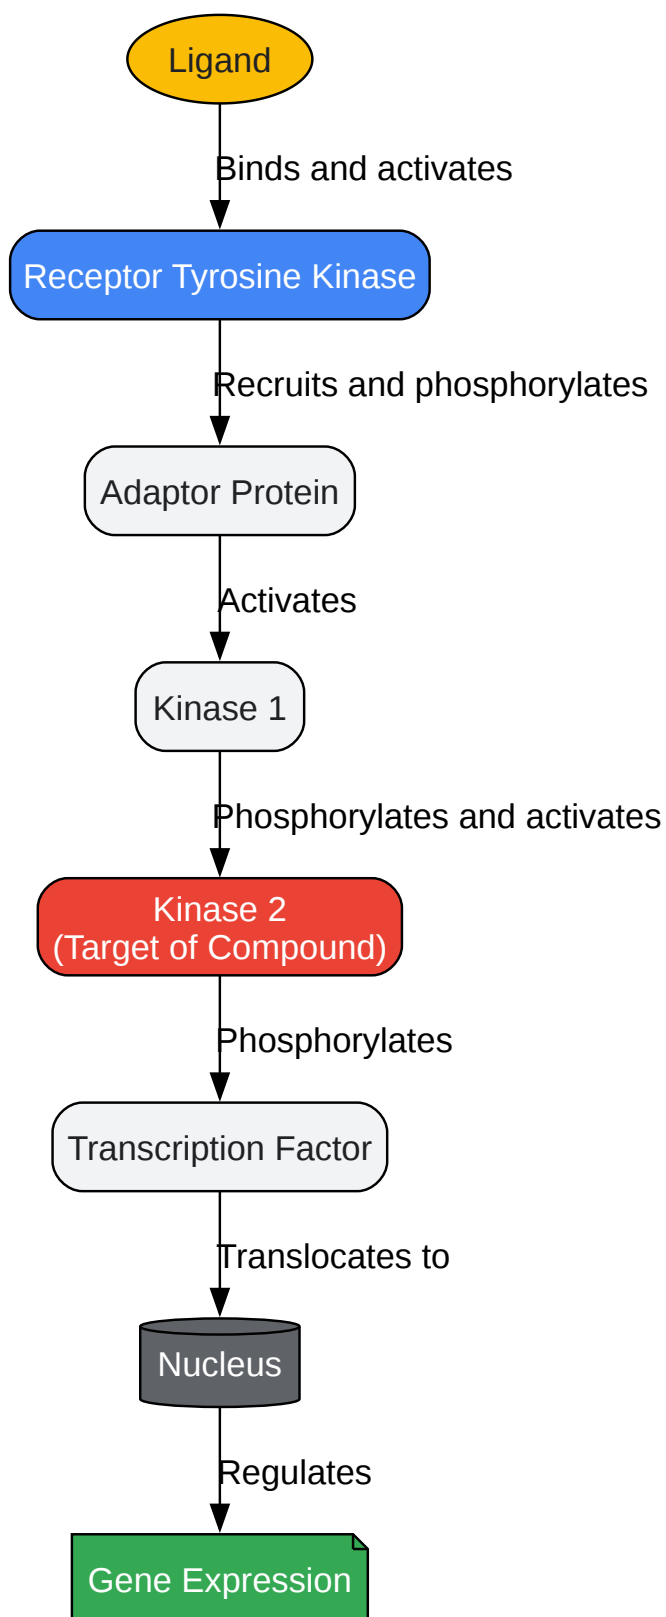 Ligand
Binds and activates
Receptor Tyrosine Kinase
Recruits and phosphorylates
Adaptor Protein
Activates
Kinase 1
Phosphorylates and activates
Kinase 2
(Target of Compound)
Phosphorylates
Transcription Factor
Translocates to
Nucleus
Regulates
Gene Expression